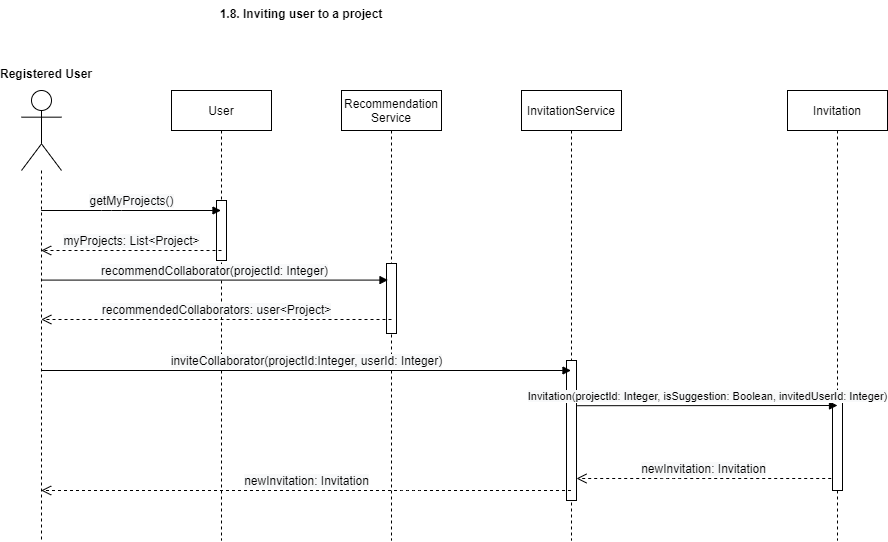 1.8. Inviting user to a project
Registered User
User
Recommendation
Service
InvitationService
Invitation
getMyProjects()
myProjects: List<Project>
recommendCollaborator(projectId: Integer)
recommendedCollaborators: user<Project>
inviteCollaborator(projectId:Integer, userId: Integer)
Invitation(projectId: Integer, isSuggestion: Boolean, invitedUserId: Integer)
newInvitation: Invitation
newInvitation: Invitation